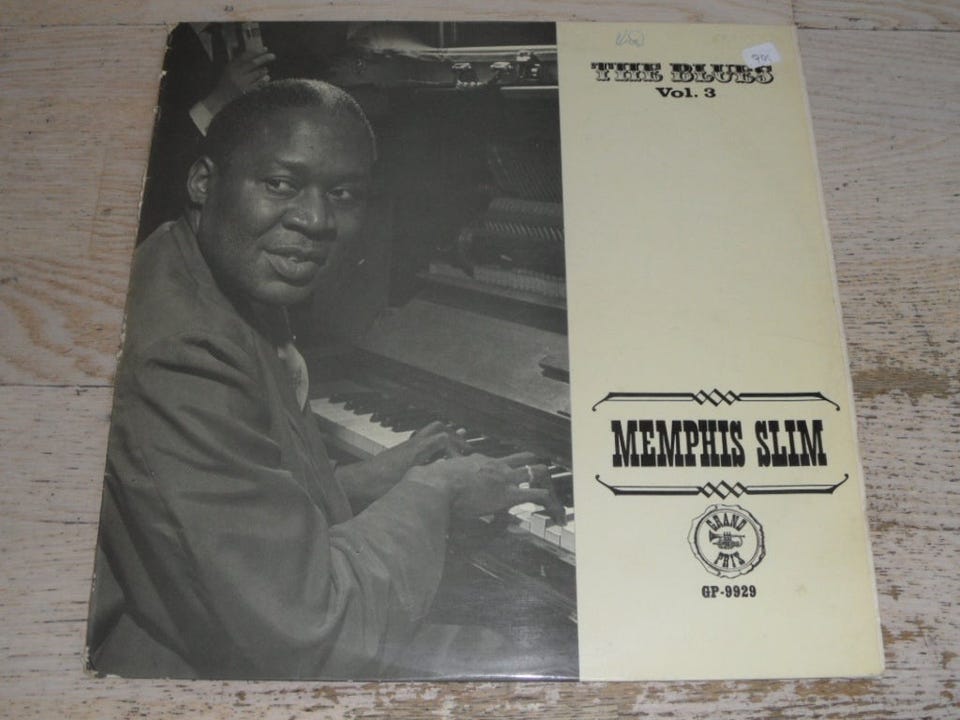 THE BLUES
Vol. 3
MEMPHIS SLIM
GRAND
PRIX
GP-9929